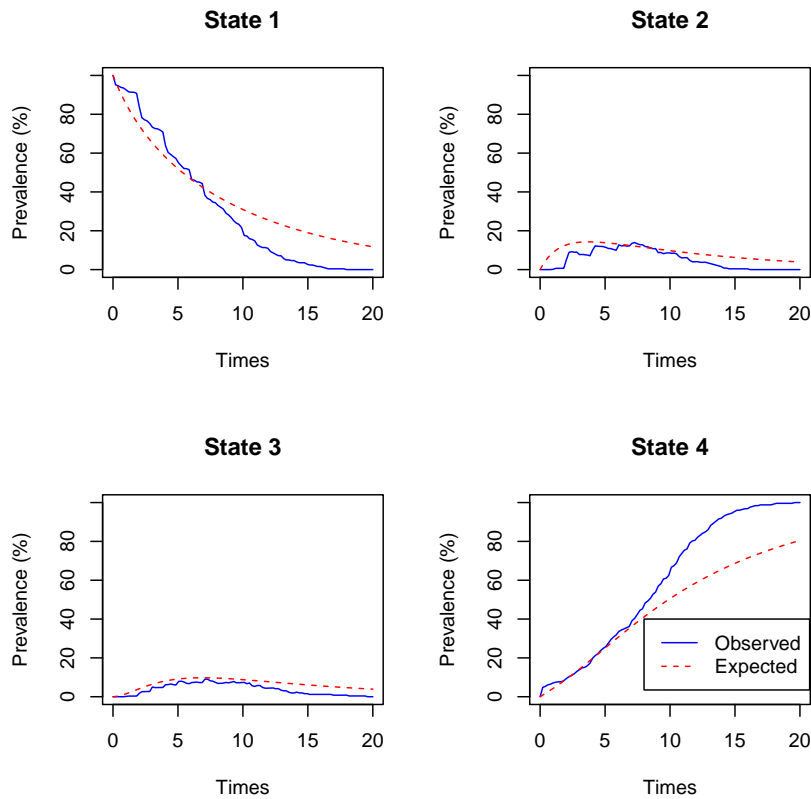 State 1
State 2
Prevalence (%)
0 20 40 60 80
0 5 10 15 20
Times
Prevalence (%)
0 20 40 60 80
0 5 10 15 20
Times
State 3
State 4
Prevalence (%)
0 20 40 60 80
0 5 10 15 20
Times
Prevalence (%)
0 20 40 60 80
0 5 10 15 20
Times
Observed
Expected